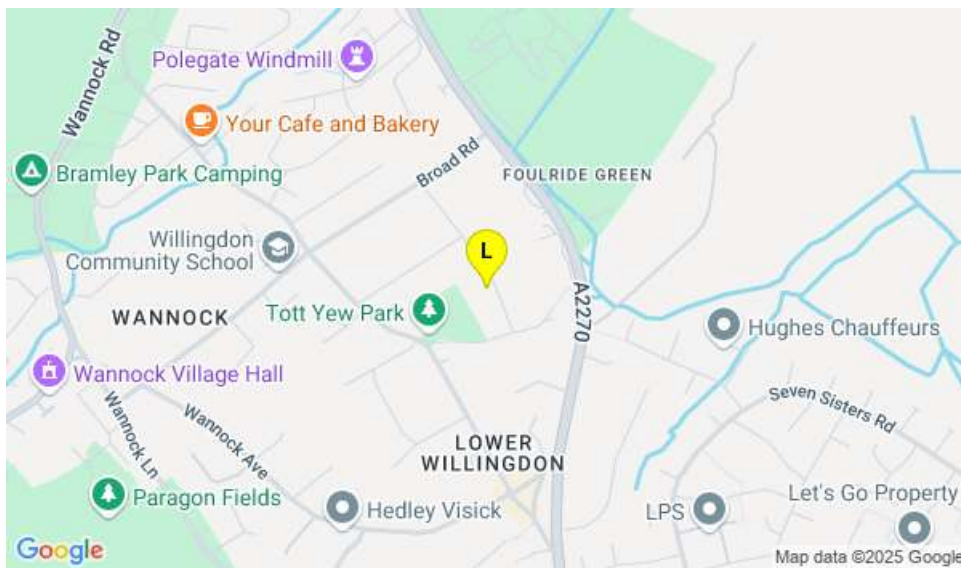 Wannock Rd
Polegate Windmill
Your Cafe and Bakery
Broad Rd
FOULRIDE GREEN
Bramley Park Camping
Willingdon
Community School
L
WANNOCK
Tott Yew Park
A2270
Hughes Chauffeurs
Wannock Village Hall
Wannock Ln
Wannock Ave
Seven Sisters Rd
LOWER
WILLINGDON
Paragon Fields
Hedley Visick
LPS
Let's Go Property
Google
Map data ©2025 Google